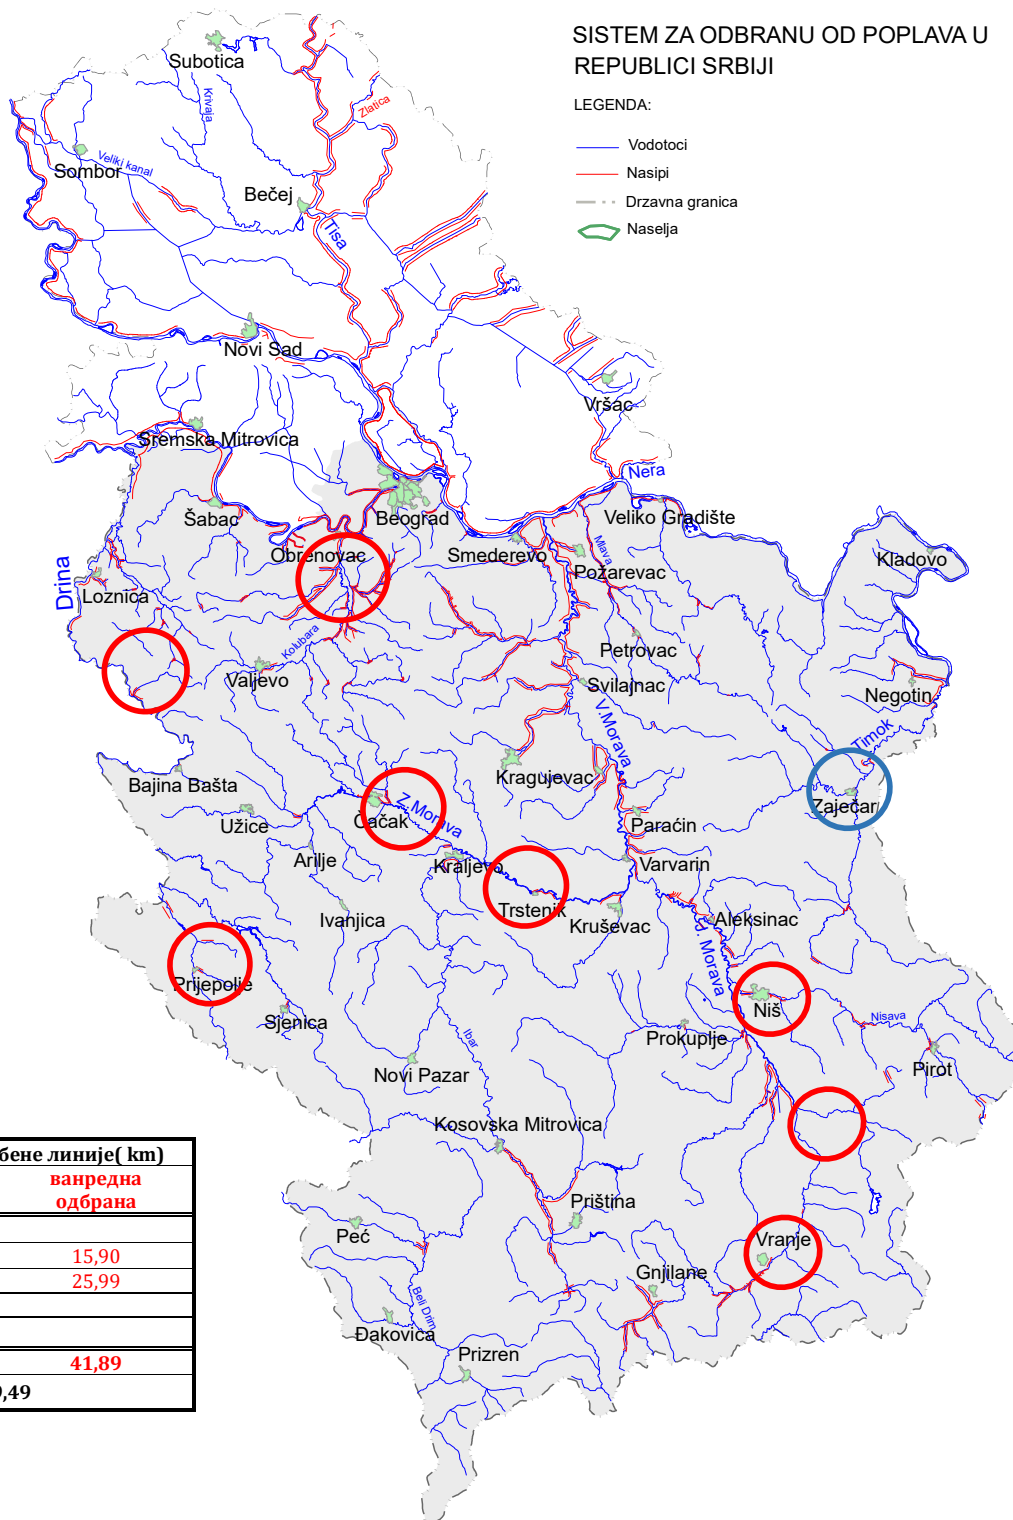 SISTEM ZA ODBRANU OD POPLAVA U
REPUBLICI SRBIJI
LEGENDA:
Vodotoci
Nasipi
Drzavna granica
Naselja
Subotica
Krivaja
Zlatica
Sombor
Veliki kanal
Bečej
Tisa
Novi Sad
Vršac
Sremska Mitrovica
Nera
Šabac
Beograd
Veliko Gradište
Obrenovac
Smederevo
Mlava
Požarevac
Kladovo
Drina
Loznica
Kolubara
Petrovac
Valjevo
Svilajnac
Negotin
V.Morava
Timok
Bajina Bašta
Kragujevac
Zaječar
Užice
Čačak
Z.Morava
Paraćin
Arilje
Kraljevo
Varvarin
Ivanjica
Trstenik
Kruševac
Aleksinac
J. Morava
Prijepolje
Niš
Sjenica
Nisava
Ibar
Prokuplje
Pirot
Novi Pazar
Kosovska Mitrovica
бене линије( km)
ванредна
одбрана
Priština
Peć
Vranje
15,90
Gnjilane
25,99
Beli Drim
Đakovica
Prizren
41,89
,49